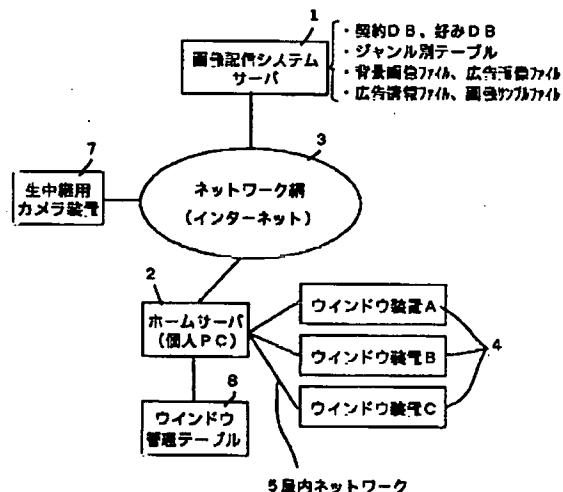 1
画像配信システム
サーバ
・契約DB、好みDB
・ジャンル別テーブル
・背景画像ファイル、広告画像ファイル
・広告情報ファイル、画像サンプルファイル
7
生中継用
カメラ装置
3
ネットワーク網
(インターネット)
2
ホームサーバ
(個人PC)
ウインドウ装置A
ウインドウ装置B
ウインドウ装置C
4
8
ウインドウ
管理テーブル
5屋内ネットワーク